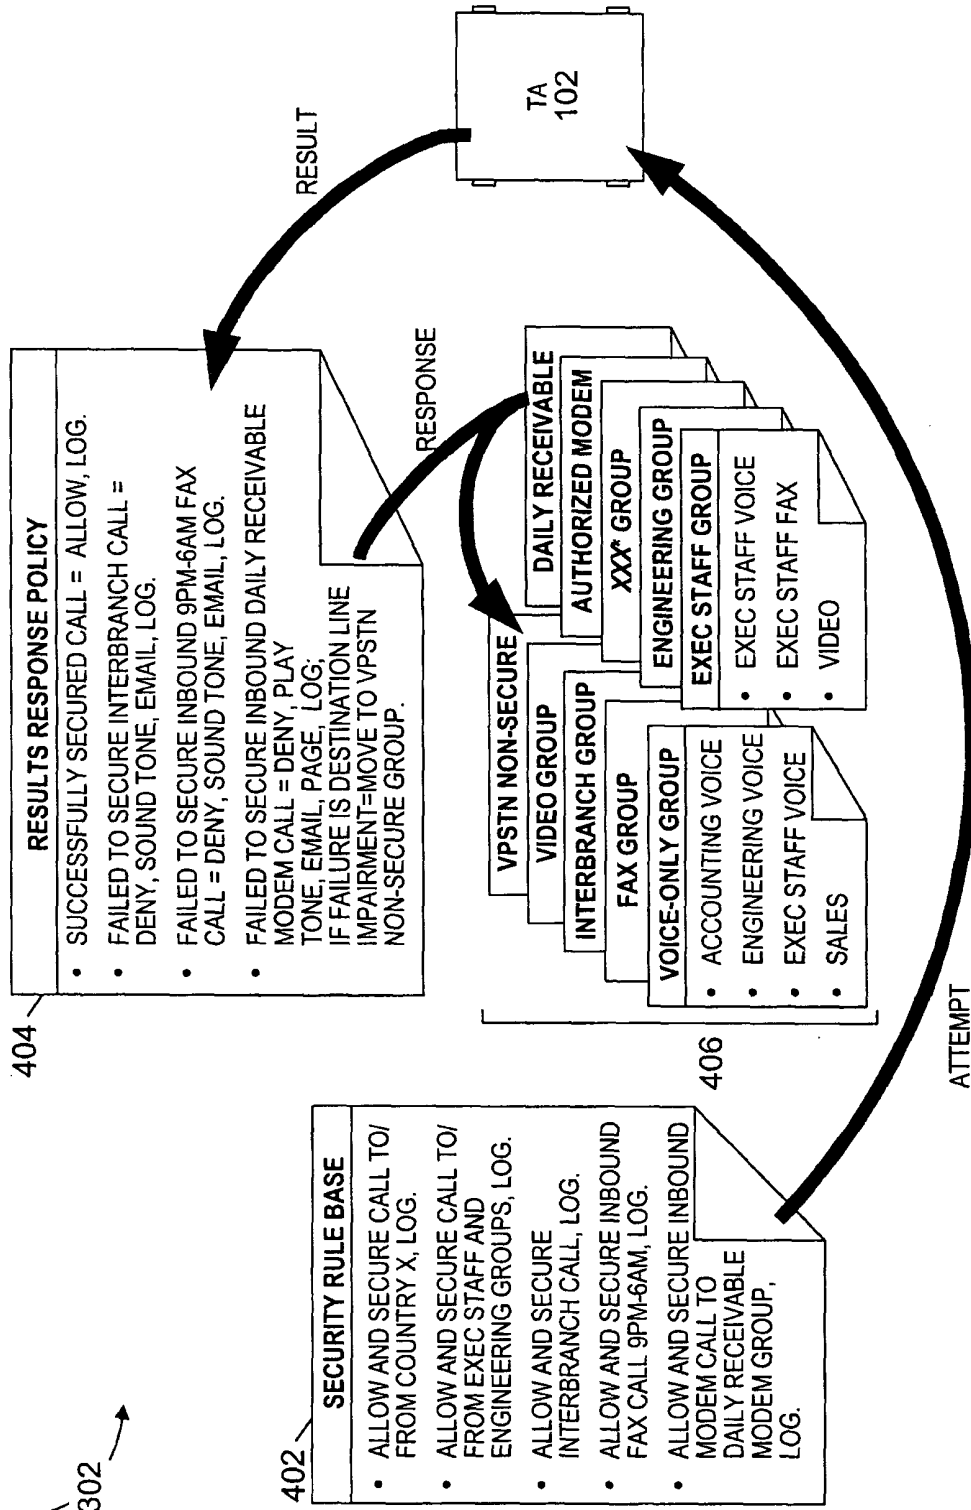 302
402
SECURITY RULE BASE
• ALLOW AND SECURE CALL TO/
FROM COUNTRY X, LOG.
• ALLOW AND SECURE CALL TO/
FROM EXEC STAFF AND
ENGINEERING GROUPS, LOG.
• ALLOW AND SECURE
INTERBRANCH CALL, LOG.
• ALLOW AND SECURE INBOUND
FAX CALL 9PM-6AM, LOG.
• ALLOW AND SECURE INBOUND
MODEM CALL TO
DAILY RECEIVABLE
MODEM GROUP,
LOG.
404
RESULTS RESPONSE POLICY
• SUCCESSFULLY SECURED CALL = ALLOW, LOG.
• FAILED TO SECURE INTERBRANCH CALL =
DENY, SOUND TONE, EMAIL, LOG.
• FAILED TO SECURE INBOUND 9PM-6AM FAX
CALL = DENY, SOUND TONE, EMAIL, LOG.
• FAILED TO SECURE INBOUND DAILY RECEIVABLE
MODEM CALL = DENY, PLAY
TONE, EMAIL, PAGE, LOG;
IF FAILURE IS DESTINATION LINE
IMPAIRMENT=MOVE TO VPSTN
NON-SECURE GROUP.
RESULT
TA
102
RESPONSE
406
VPSTN NON-SECURE
VIDEO GROUP
INTERBRANCH GROUP
FAX GROUP
VOICE-ONLY GROUP
• ACCOUNTING VOICE
• ENGINEERING VOICE
• EXEC STAFF VOICE
• SALES
DAILY RECEIVABLE
AUTHORIZED MODEM
XXX* GROUP
ENGINEERING GROUP
EXEC STAFF GROUP
• EXEC STAFF VOICE
• EXEC STAFF FAX
• VIDEO
ATTEMPT